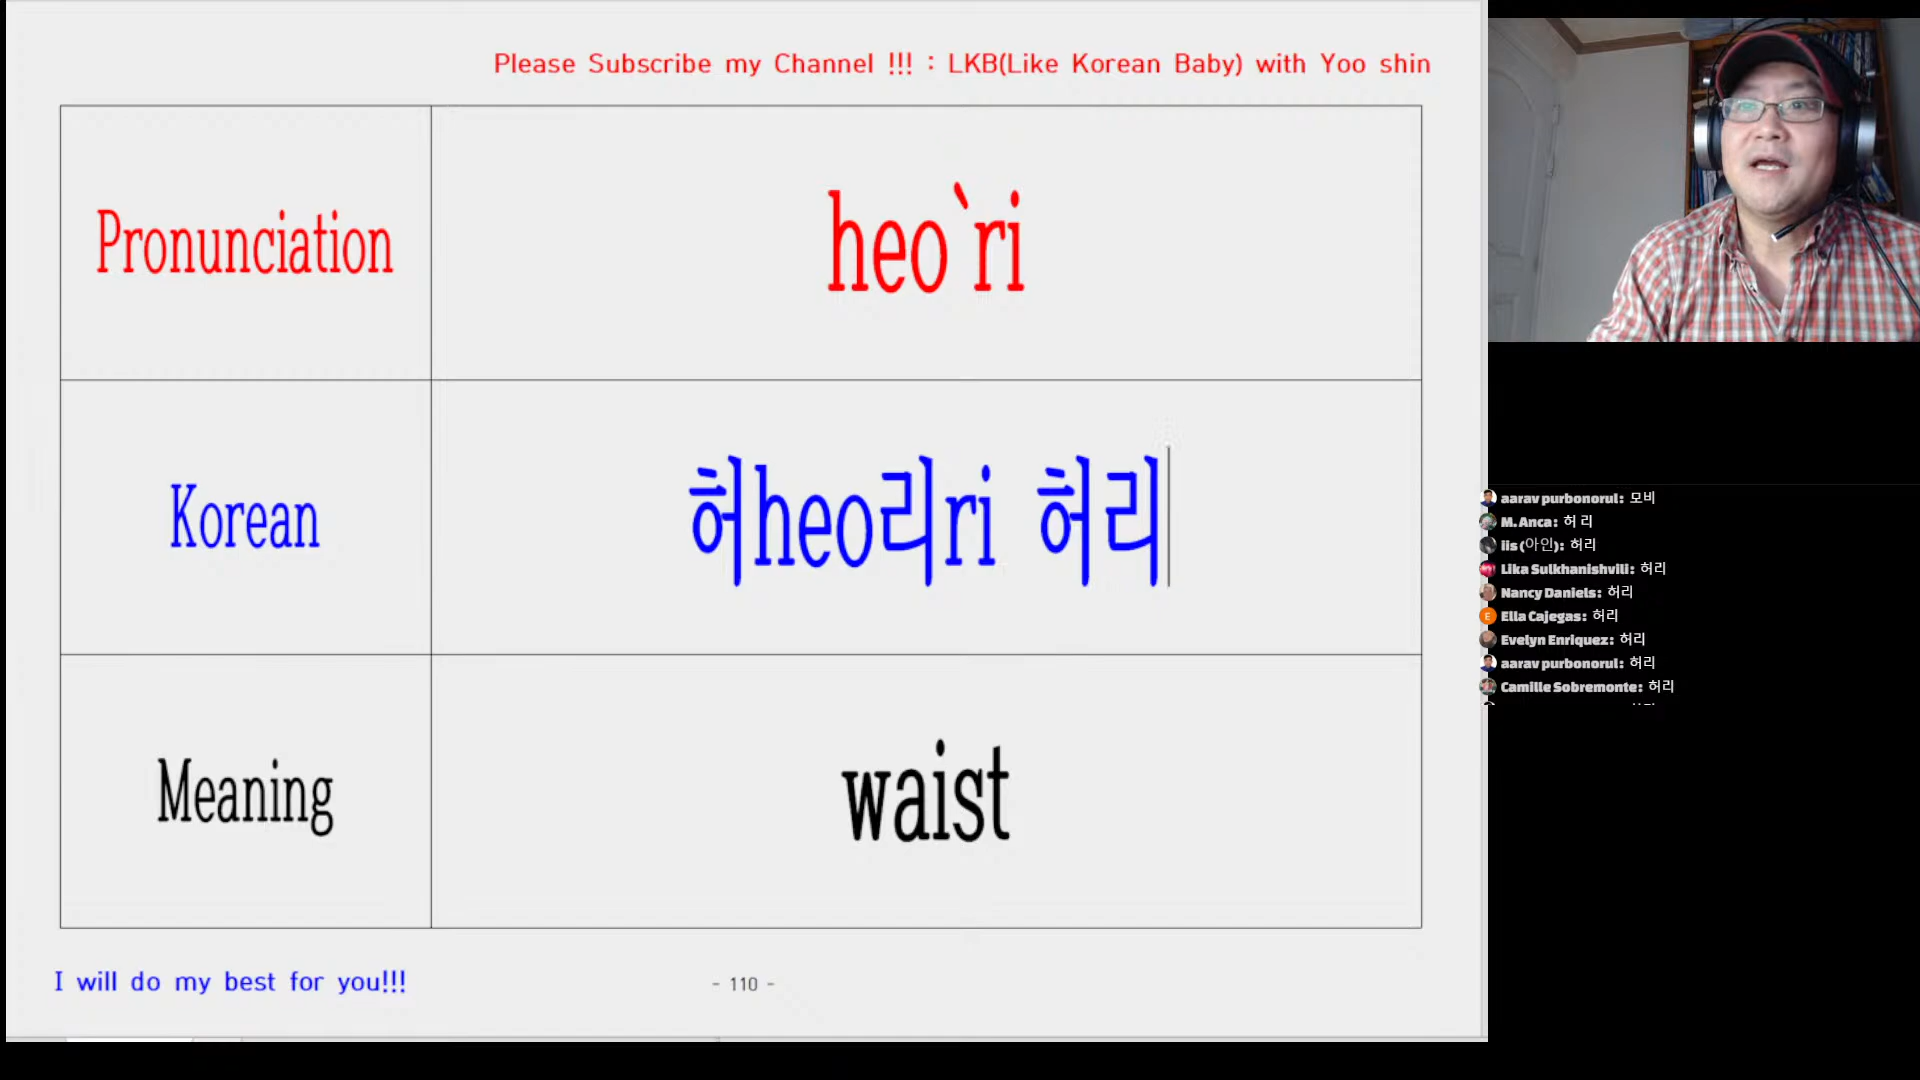 Please Subscribe my Channel !!! : LKB(Like Korean Baby) with Yoo shin
Pronunciation
heo`ri
Korean
허heo리ri 허리
Meaning
waist
I will do my best for you!!!
- 110 -
aarav purbonorul: 모비
M. Anca: 허 리
iis (아인): 허리
Lika Sulkhanishvili: 허리
Nancy Daniels: 허리
E
Ella Cajegas: 허리
Evelyn Enriquez: 허리
aarav purbonorul: 허리
Camille Sobremonte: 허리